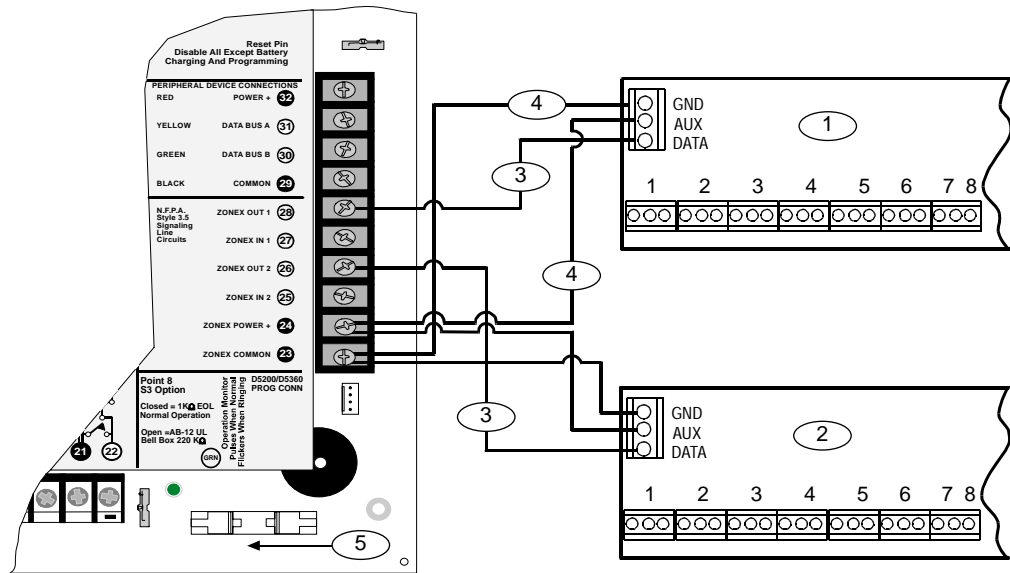 Reset Pin
Disable All Except Battery
Charging And Programming
PERIPHERAL DEVICE CONNECTIONS
RED POWER + 32
YELLOW DATA BUS A 31
GREEN DATA BUS B 30
BLACK COMMON 29
N.F.P.A.
Style 3.5
Signaling
Line
Circuits
ZONEX OUT 1 28
ZONEX IN 1 27
ZONEX OUT 2 26
ZONEX IN 2 25
ZONEX POWER + 24
ZONEX COMMON 23
Point 8
S3 Option
Closed = 1KΩ EOL
Normal Operation
Open =AB-12 UL
Bell Box 220 KΩ
21 22
Operation Monitor
Pulses When Normal
Flickers When Ringing
GRN
D5200/D5360
PROG CONN
4
3
4
3
5
GND
AUX
DATA
1
1 2 3 4 5 6 7 8
GND
AUX
DATA
2
1 2 3 4 5 6 7 8